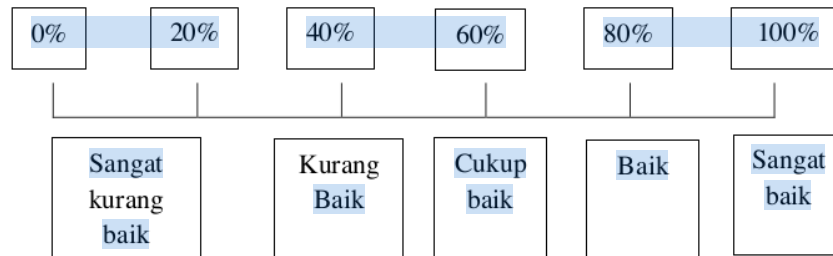 0% 20% 40% 60% 80% 100%
Sangat
kurang
baik
Kurang
Baik
Cukup
baik
Baik
Sangat
baik